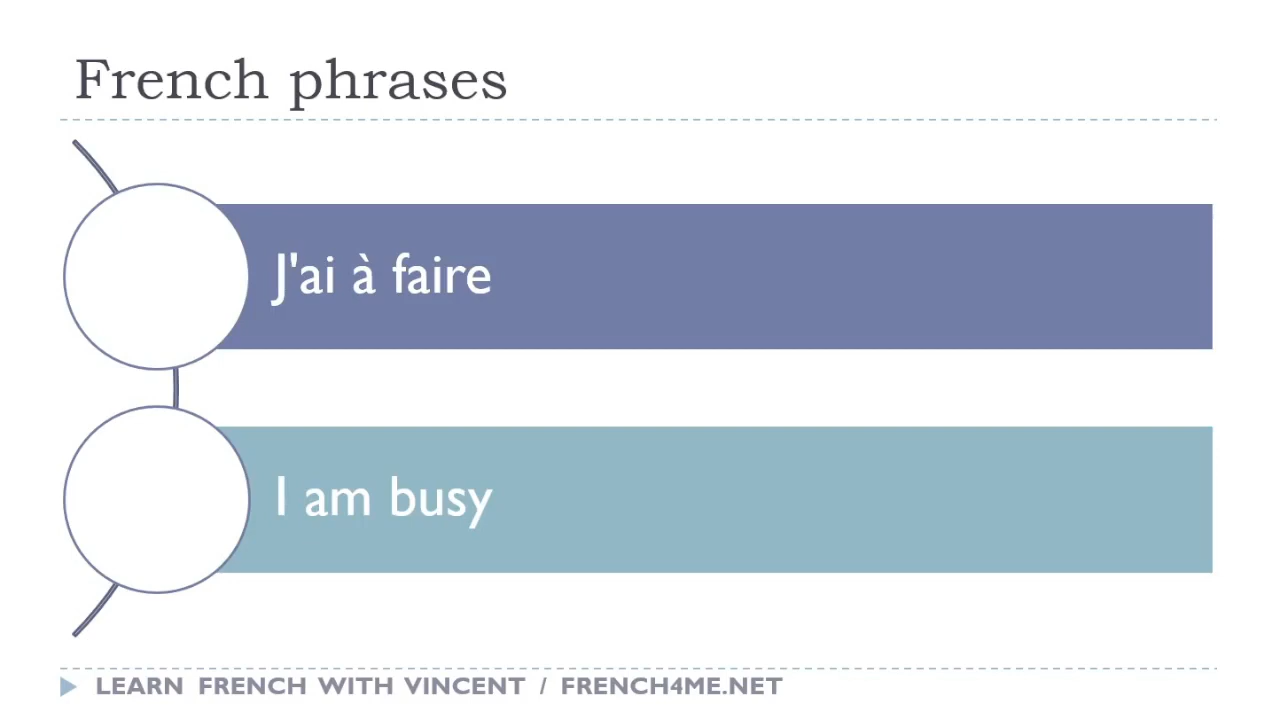 French phrases
J'ai à faire
I am busy
LEARN FRENCH WITH VINCENT / FRENCH4ME.NET